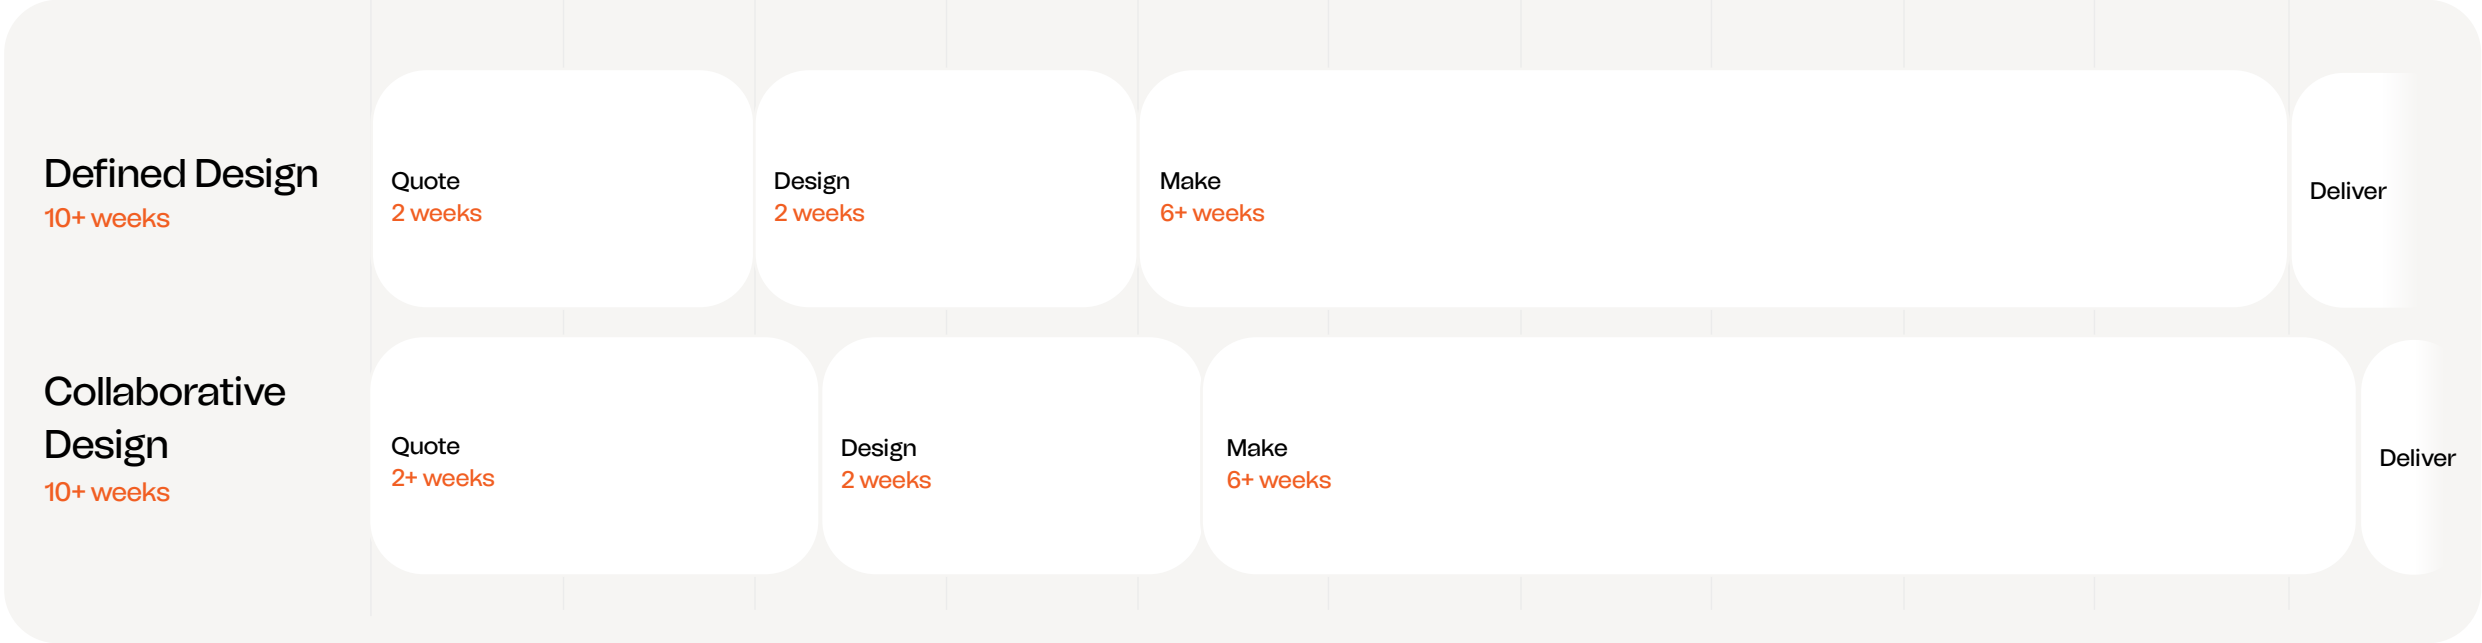 Defined Design
10+ weeks
Quote
2 weeks
Design
2 weeks
Make
6+ weeks
Deliver
Collaborative
Design
10+ weeks
Quote
2+ weeks
Design
2 weeks
Make
6+ weeks
Deliver